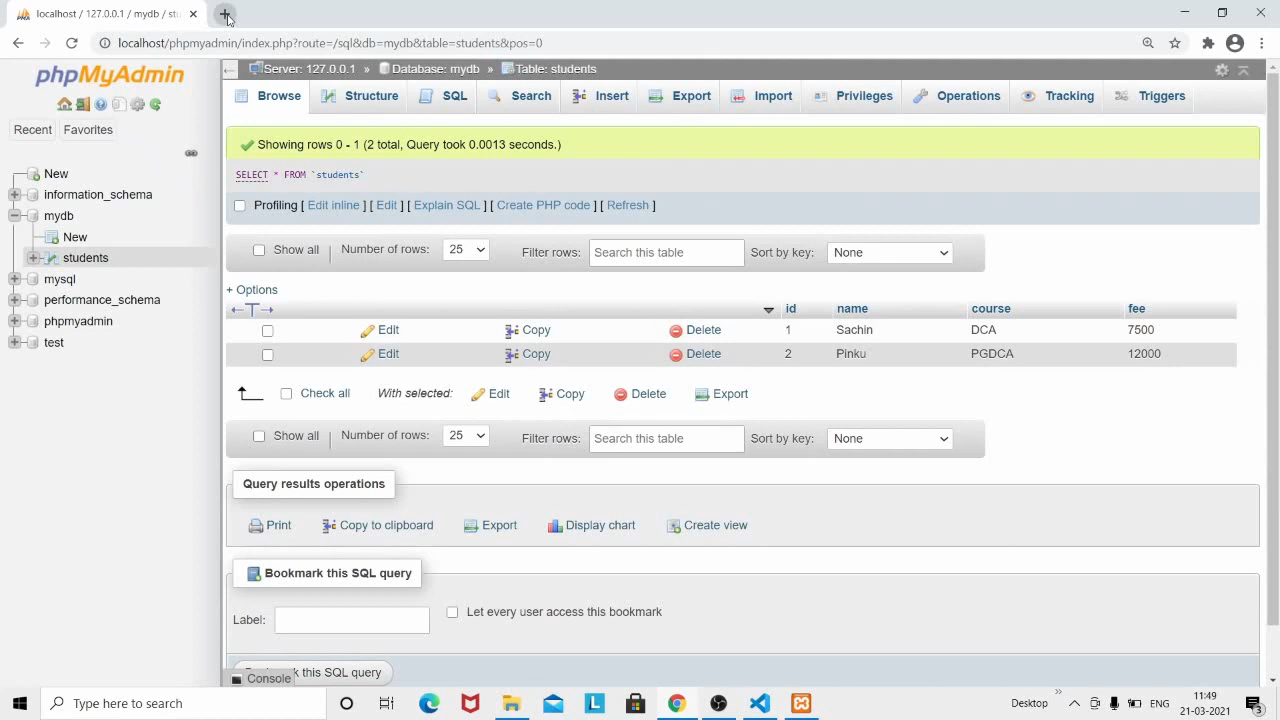 localhost / 127.0.0.1 / mydb / stu
localhost/phpmyadmin/index.php?route=/sql&db=mydb&table=students&pos=0
phpMyAdmin
Recent Favorites
New
information_schema
mydb
New
students
mysql
performance_schema
phpmyadmin
test
Server: 127.0.0.1 » Database: mydb » Table: students
Browse Structure SQL Search Insert Export Import Privileges Operations Tracking Triggers
Showing rows 0 - 1 (2 total, Query took 0.0013 seconds.)
SELECT * FROM `students`
Profiling [ Edit inline ] [ Edit ] [ Explain SQL ] [ Create PHP code ] [ Refresh ]
Show all Number of rows: 25 Filter rows: Search this table Sort by key: None
+ Options
←T→ id name course fee
Edit Copy Delete 1 Sachin DCA 7500
Edit Copy Delete 2 Pinku PGDCA 12000
Check all With selected: Edit Copy Delete Export
Show all Number of rows: 25 Filter rows: Search this table Sort by key: None
Query results operations
Print Copy to clipboard Export Display chart Create view
Bookmark this SQL query
Label: Let every user access this bookmark
k this SQL query
Console
Type here to search
Desktop » ENG 11:49
21-03-2021 3